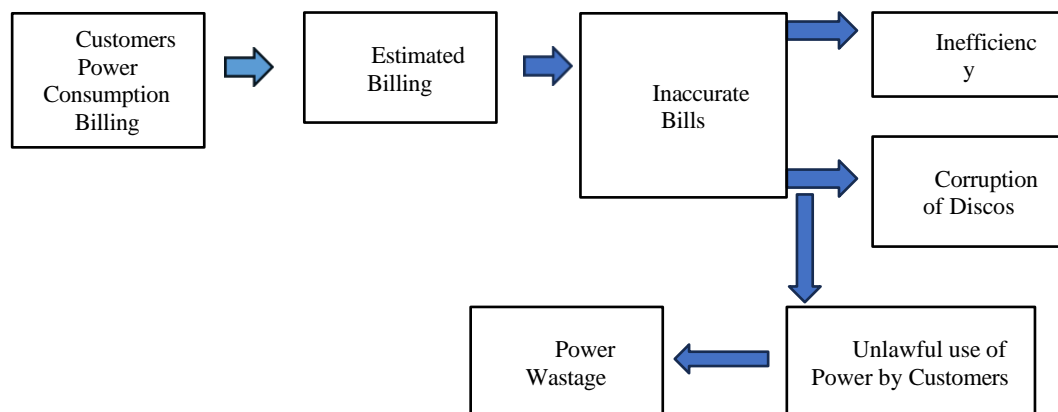 Customers
Power
Consumption
Billing
Estimated
Billing
Inaccurate
Bills
Inefficienc
y
Corruption
of Discos
Power
Wastage
Unlawful use of
Power by Customers